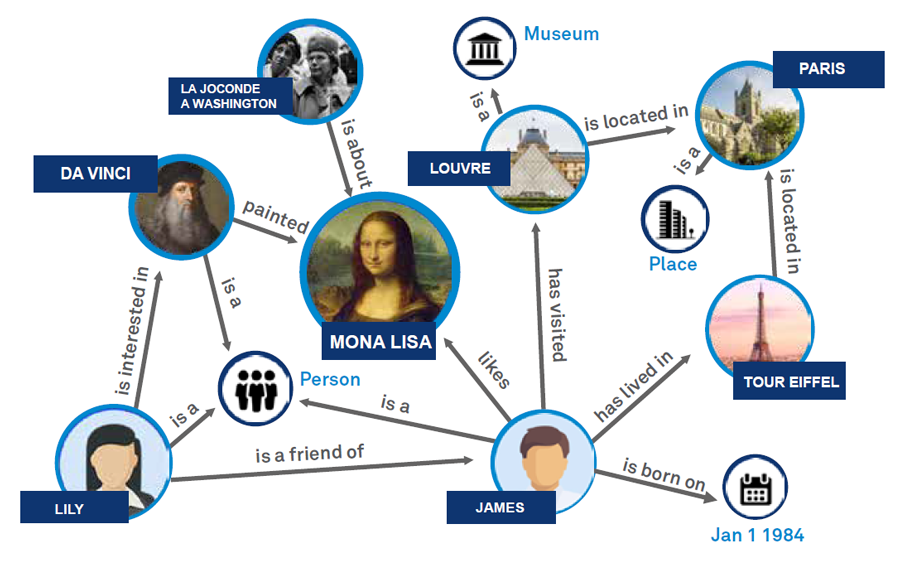 Museum
PARIS
LA JOCONDE
A WASHINGTON
is a
is located in
is about
LOUVRE
is a
DA VINCI
is located in
painted
Place
is a
has visited
is interested in
MONA LISA
likes
Person
has lived in
TOUR EIFFEL
is a
is a
is a friend of
is born on
LILY
JAMES
Jan 1 1984